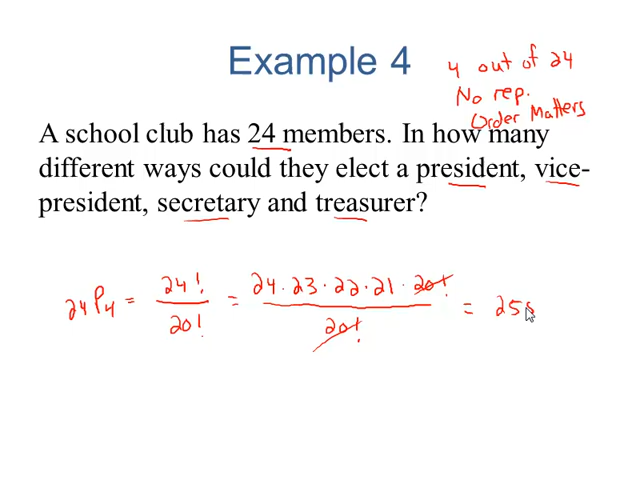 Example 4
4 out of 24
No rep.
Order Matters
A school club has 24 members. In how many
different ways could they elect a president, vice-
president, secretary and treasurer?
24P4 = 24!/20! = 24·23·22·21·20!/20! = 25